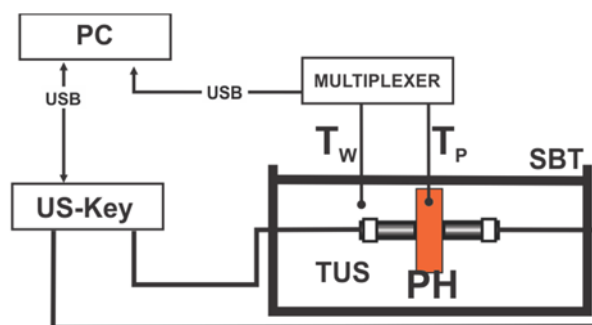 PC
USB
USB
MULTIPLEXER
TW
TP
SBT
US-Key
TUS
PH